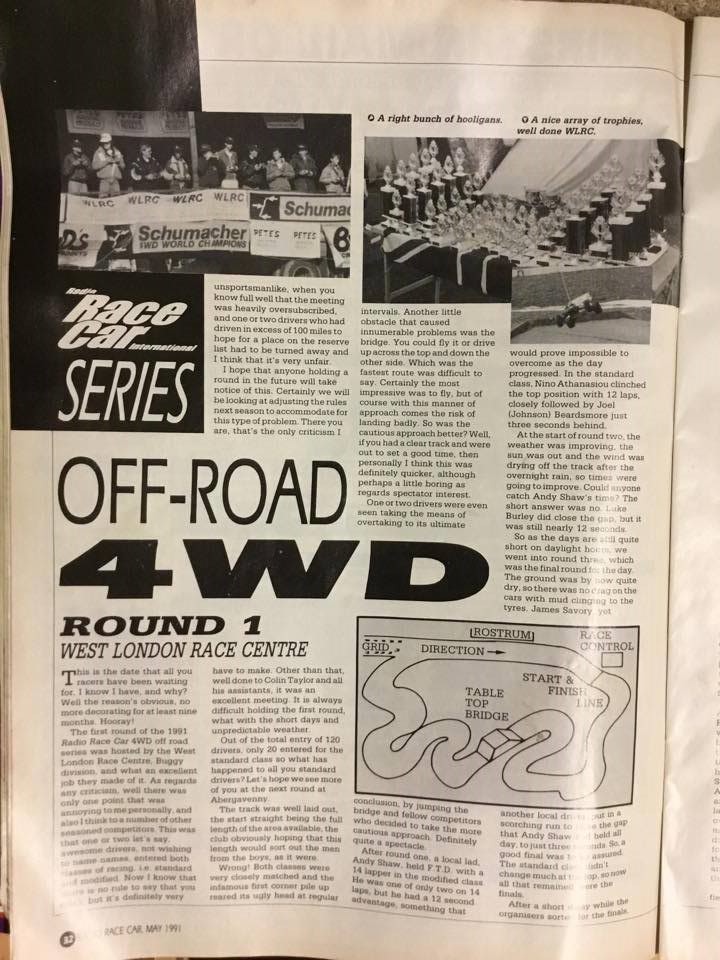 A right bunch of hooligans.
A nice array of trophies,
well done WLRC.
WLRC WLRC WLRC WLRC
Schumac
Schumacher
4WD WORLD CHAMPIONS
PETES PETES
Radio
Race
Car
International
SERIES
OFF-ROAD
4WD
ROUND 1
WEST LONDON RACE CENTRE
This is the date that all you
racers have been waiting
for. I know I have, and why?
Well the reason's obvious, no
more decorating for at least nine
months. Hooray!
The first round of the 1991
Radio Race Car 4WD off road
series was hosted by the West
London Race Centre, Buggy
division, and what an excellent
job they made of it. As regards
any criticism, well there was
only one point that was
annoying to me personally, and
also I think to a number of other
seasoned competitors. This was
that one or two let's say,
awesome drivers, not wishing
to name names, entered both
classes of racing, i.e. standard
and modified. Now I know that
there is no rule to say that you
but it's definitely very
unsportsmanlike, when you
know full well that the meeting
was heavily oversubscribed,
and one or two drivers who had
driven in excess of 100 miles to
hope for a place on the reserve
list had to be turned away and
I think that it's very unfair.
I hope that anyone holding a
round in the future will take
notice of this. Certainly we will
be looking at adjusting the rules
next season to accommodate for
this type of problem. There you
are, that's the only criticism I
have to make. Other than that,
well done to Colin Taylor and all
his assistants, it was an
excellent meeting. It is always
difficult holding the first round,
what with the short days and
unpredictable weather.
Out of the total entry of 120
drivers, only 20 entered for the
standard class so what has
happened to all you standard
drivers? Let's hope we see more
of you at the next round at
Abergavenny.
The track was well laid out,
the start straight being the full
length of the area available, the
club obviously hoping that this
length would sort the men
from the boys, as it were.
Wrong! Both classes were
very closely matched and the
infamous first corner pile up
reared its ugly head at regular
intervals. Another little
obstacle that caused
innumerable problems was the
bridge. You could fly it or drive
up across the top and down the
other side. Which was the
fastest route was difficult to
say. Certainly the most
impressive was to fly, but of
course with this manner of
approach comes the risk of
landing badly. So was the
cautious approach better? Well,
if you had a clear track and were
out to set a good time, then
personally I think this was
definitely quicker, although
perhaps a little boring as
regards spectator interest.
One or two drivers were even
seen taking the means of
overtaking to its ultimate
conclusion, by jumping the
bridge and fellow competitors
who decided to take the more
cautious approach. Definitely
quite a spectacle.
After round one, a local lad,
Andy Shaw, held F.T.D. with a
14 lapper in the modified class
He was one of only two on 14
laps, but he had a 12 second
advantage, something that
would prove impossible to
overcome as the day
progressed. In the standard
class, Nino Athanasiou clinched
the top position with 12 laps,
closely followed by Joel
(Johnson) Beardsmore just
three seconds behind.
At the start of round two, the
weather was improving, the
sun was out and the wind was
drying off the track after the
overnight rain, so times were
going to improve. Could anyone
catch Andy Shaw's time? The
short answer was no. Luke
Burley did close the gap, but it
was still nearly 12 seconds.
So as the days are still quite
short on daylight hours, we
went into round three, which
was the final round for the day.
The ground was by now quite
dry, so there was no drag on the
cars with mud clinging to the
tyres. James Savory, yet
another local driver put in a
scorching run to the gap
that Andy Shaw held all
day, to just three seconds. So, a
good final was assured.
The standard class didn't
change much at the top, so now
all that remained were the
finals.
After a short while the
organisers sorted for the finals.
ROSTRUM
RACE
CONTROL
GRID
DIRECTION
START &
FINISH
LINE
TABLE
TOP
BRIDGE
32
RACE CAR, MAY 1991